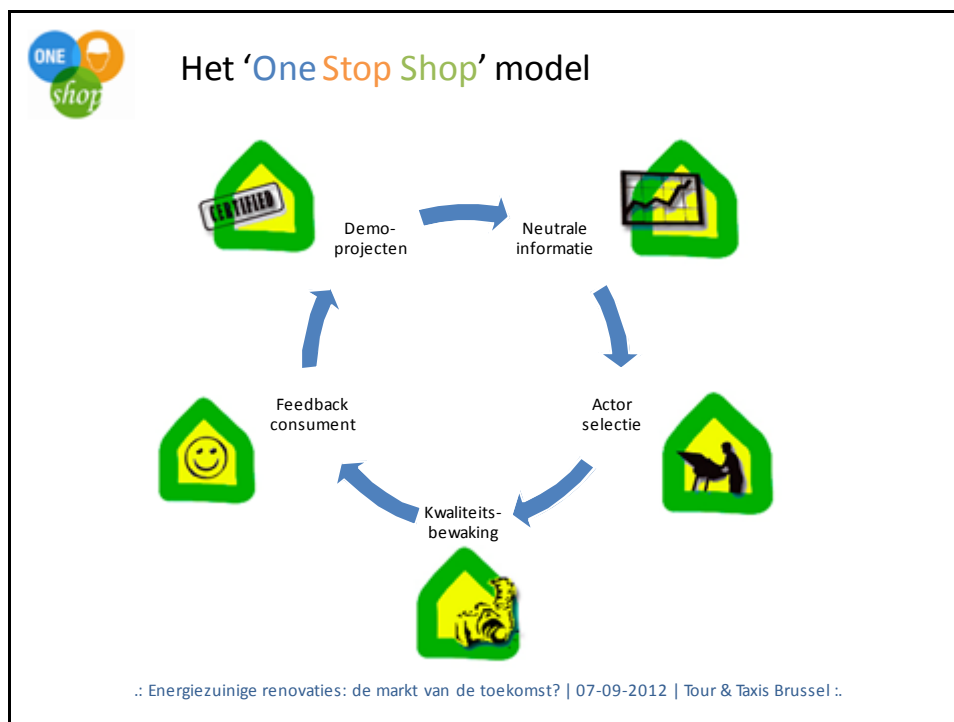 ONE
shop
Het ‘One Stop Shop’ model
CERTIFIED
Demo-
projecten
Neutrale
informatie
Actor
selectie
Kwaliteits-
bewaking
Feedback
consument
.: Energiezuinige renovaties: de markt van de toekomst? | 07-09-2012 | Tour & Taxis Brussel :.